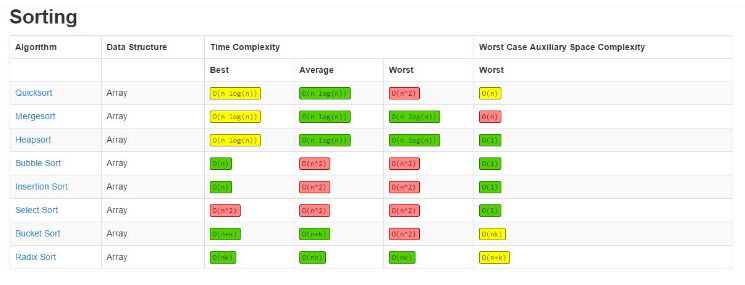 Sorting
Algorithm Data Structure Time Complexity Worst Case Auxiliary Space Complexity
Best Average Worst Worst
Quicksort Array O(n log(n)) O(n log(n)) O(n^2) O(n)
Mergesort Array O(n log(n)) O(n log(n)) O(n log(n)) O(n)
Heapsort Array O(n log(n)) O(n log(n)) O(n log(n)) O(1)
Bubble Sort Array O(n) O(n^2) O(n^2) O(1)
Insertion Sort Array O(n) O(n^2) O(n^2) O(1)
Select Sort Array O(n^2) O(n^2) O(n^2) O(1)
Bucket Sort Array O(n+k) O(n+k) O(n^2) O(nk)
Radix Sort Array O(nk) O(nk) O(nk) O(n+k)